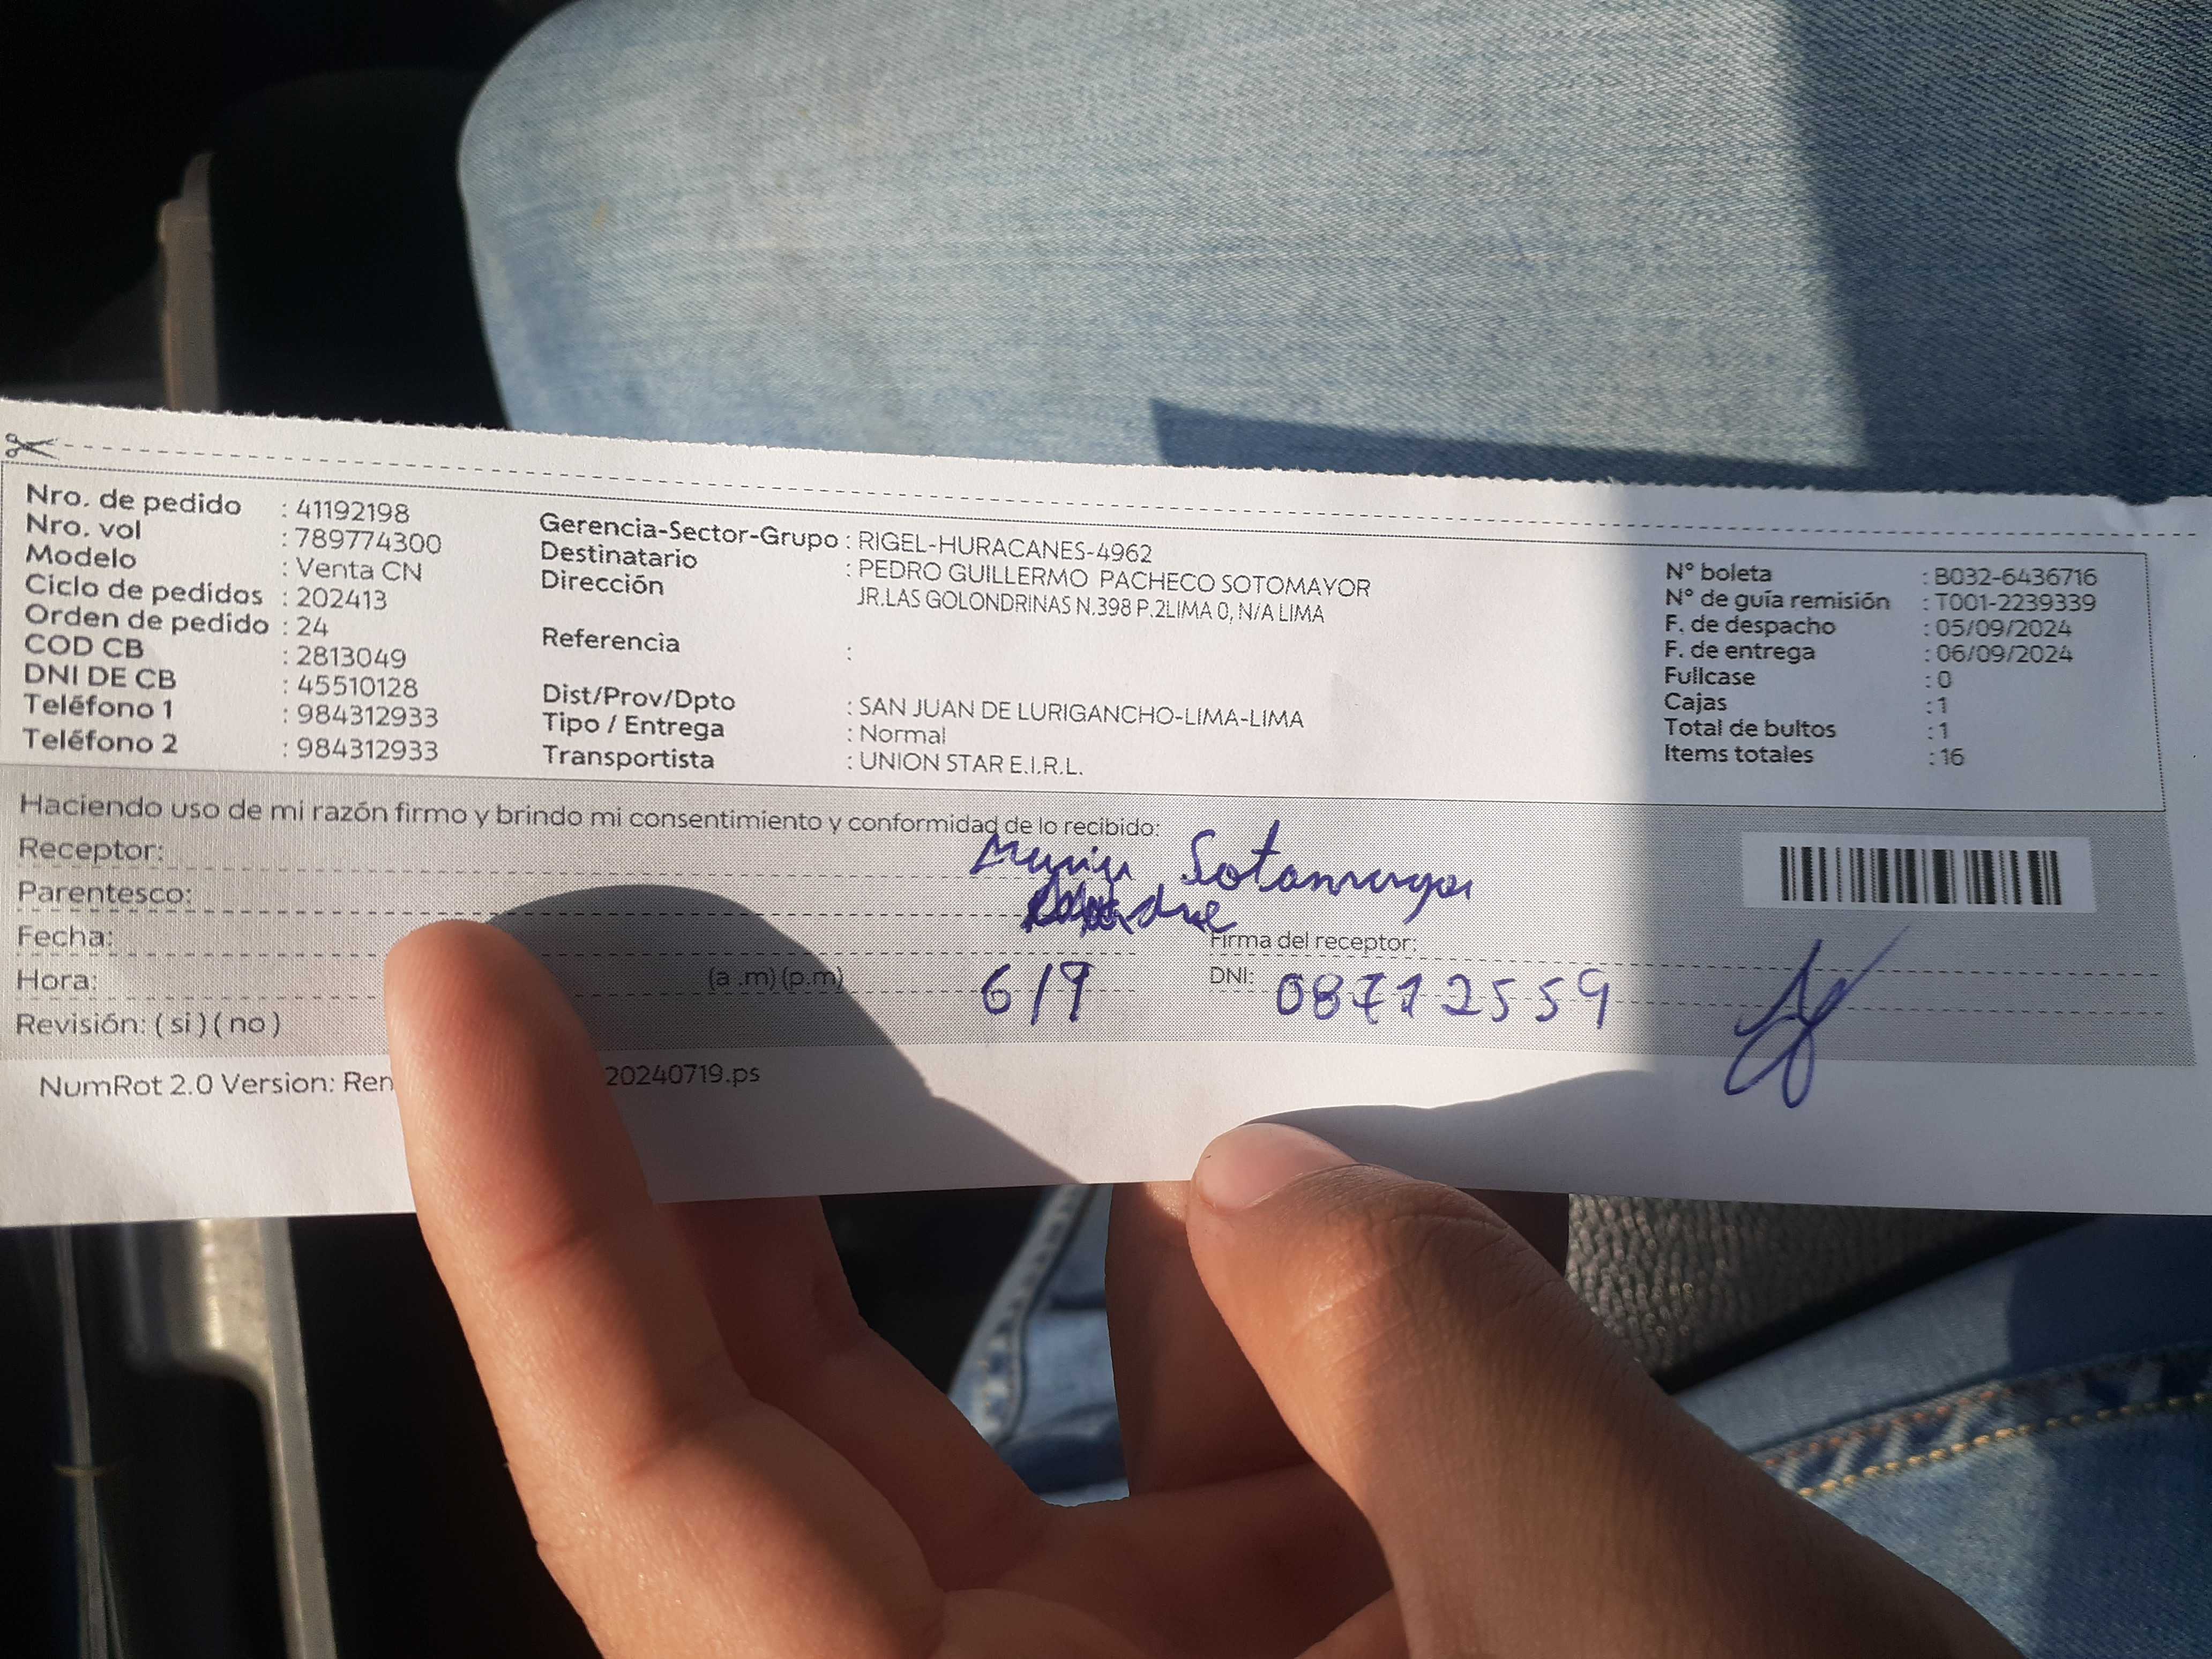 Nro. de pedido : 41192198
Nro. vol : 789774300
Modelo : Venta CN
Ciclo de pedidos : 202413
Orden de pedido : 24
COD CB : 2813049
DNI DE CB : 45510128
Teléfono 1 : 984312933
Teléfono 2 : 984312933
Gerencia-Sector-Grupo : RIGEL-HURACANES-4962
Destinatario : PEDRO GUILLERMO PACHECO SOTOMAYOR
Dirección JR.LAS GOLONDRINAS N.398 P.2LIMA 0, N/A LIMA
Referencia :
Dist/Prov/Dpto : SAN JUAN DE LURIGANCHO-LIMA-LIMA
Tipo / Entrega : Normal
Transportista : UNION STAR E.I.R.L.
N° boleta : B032-6436716
N° de guía remisión : T001-2239339
F. de despacho : 05/09/2024
F. de entrega : 06/09/2024
Fullcase : 0
Cajas : 1
Total de bultos : 1
Items totales : 16
Haciendo uso de mi razón firmo y brindo mi consentimiento y conformidad de lo recibido:
Receptor: Sotomayor
Parentesco:
Fecha: Firma del receptor:
Hora: (a .m)(p.m) 6/9 DNI: 08712559
Revisión: ( si ) ( no )
NumRot 2.0 Version: 20240719.ps